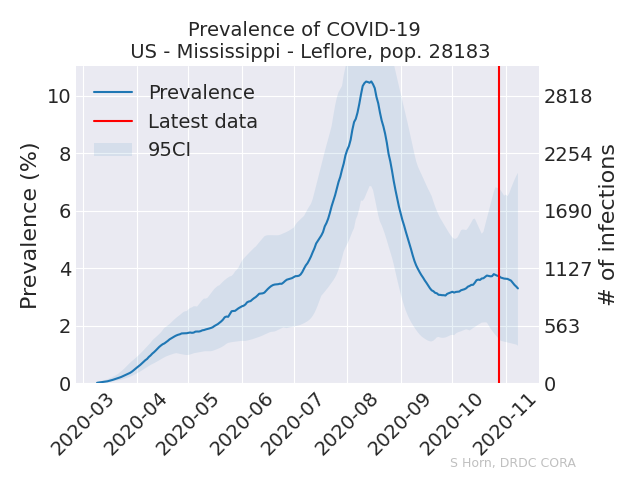 Prevalence of COVID-19
US - Mississippi - Leflore, pop. 28183
Prevalence (%)
10
8
6
4
2
0
Prevalence
Latest data
95CI
2818
2254
1690
1127
563
0
# of infections
2020-03
2020-04
2020-05
2020-06
2020-07
2020-08
2020-09
2020-10
2020-11
S Horn, DRDC CORA